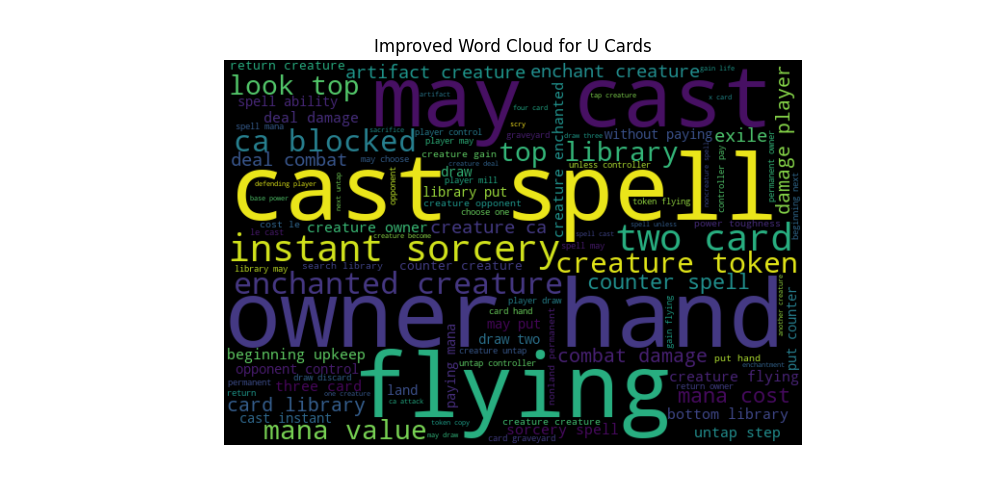 Improved Word Cloud for U Cards
return creature
artifact creature
enchant creature
gain life
look top
may cast
artifact
tap creature
x card
spell ability
four card
deal damage
spell mana
sacrifice
player control
graveyard
scry
draw three
without paying
exile
damage player
ca blocked
player may
creature enchanted
top library
deal combat
may choose
creature gain
creature deal
unless controller
controller pay
noncreature spell
permanent owner
beginning next
draw
player mill
defending player
base power
next untap
opponent
library put
creature opponent
choose one
token flying
cast spell
cost le
le cast
creature owner
creature ca
creature become
spell cast
spell unless
power toughness
two card
instant sorcery
spell may
creature token
library may
search library
counter creature
enchanted creature
counter spell
another creature
put counter
owner hand
player draw
card hand
may put
draw two
nonland permanent
gain flying
beginning upkeep
creature untap
untap controller
combat damage
put hand
enchantment
opponent control
draw discard
flying
paying mana
creature flying
permanent
three card
return
one creature
land
ca attack
return owner
mana cost
card library
cast instant
bottom library
mana value
token copy
may draw
creature creature
sorcery spell
card graveyard
untap step